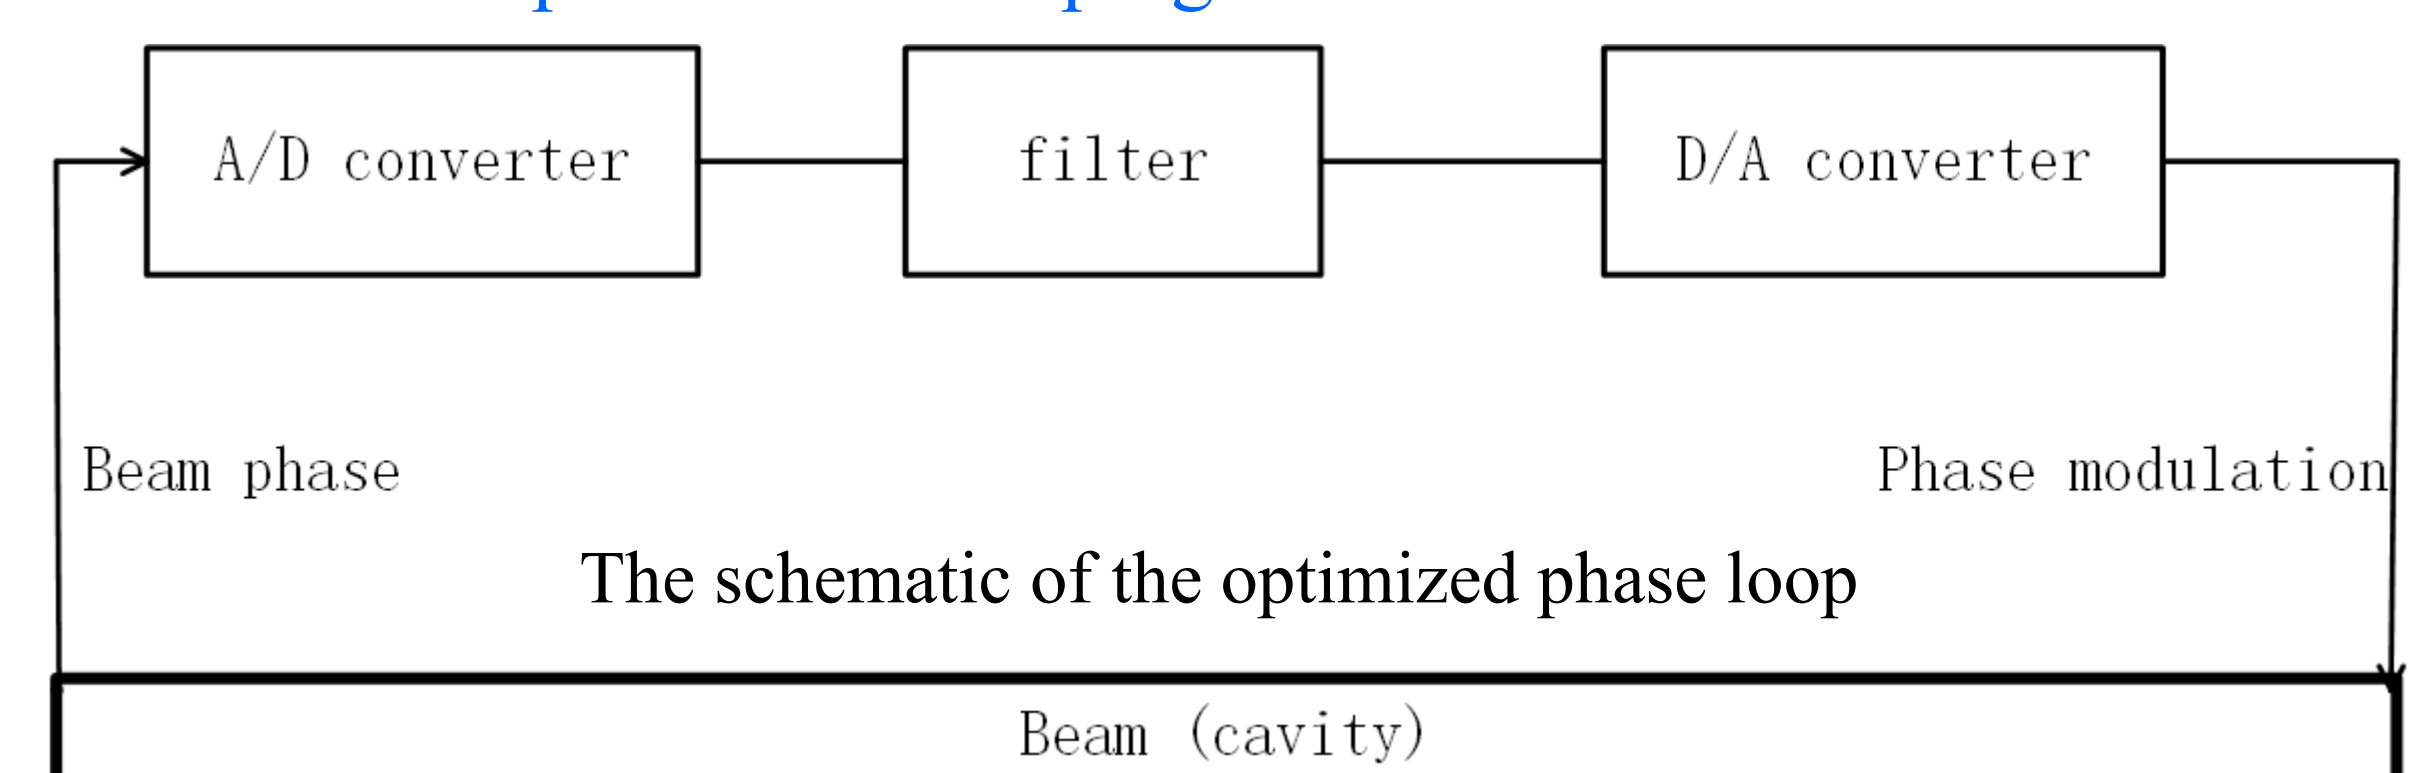 A/D converter
filter
D/A converter
Beam phase
Phase modulation
The schematic of the optimized phase loop
Beam (cavity)